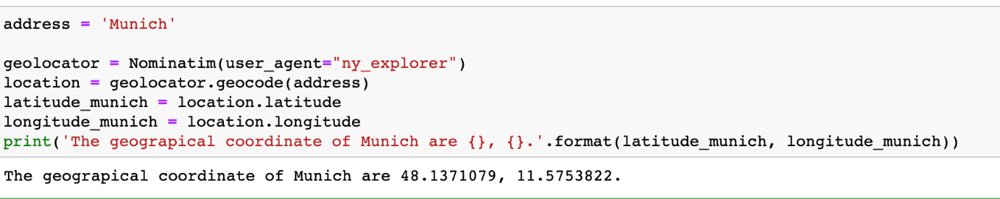 address = 'Munich'
geolocator = Nominatim(user_agent="ny_explorer")
location = geolocator.geocode(address)
latitude_munich = location.latitude
longitude_munich = location.longitude
print('The geograpical coordinate of Munich are {}, {}.'.format(latitude_munich, longitude_munich))
The geograpical coordinate of Munich are 48.1371079, 11.5753822.